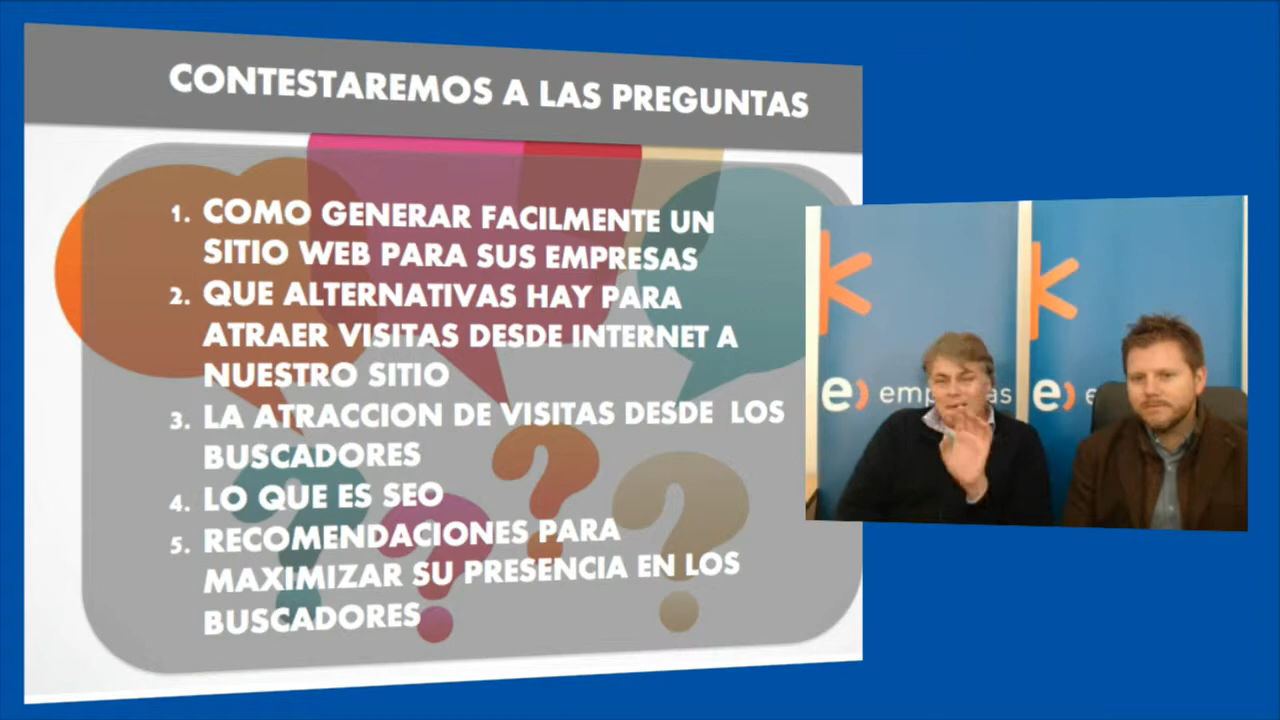 CONTESTAREMOS A LAS PREGUNTAS
1. COMO GENERAR FACILMENTE UN
SITIO WEB PARA SUS EMPRESAS
2. QUE ALTERNATIVAS HAY PARA
ATRAER VISITAS DESDE INTERNET A
NUESTRO SITIO
3. LA ATRACCION DE VISITAS DESDE LOS
BUSCADORES
4. LO QUE ES SEO
5. RECOMENDACIONES PARA
MAXIMIZAR SU PRESENCIA EN LOS
BUSCADORES
e)
e)